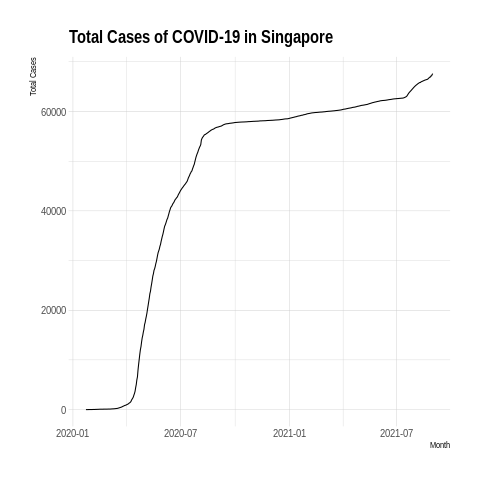 Total Cases of COVID-19 in Singapore
Total Cases
60000
40000
20000
0
2020-01 2020-07 2021-01 2021-07
Month